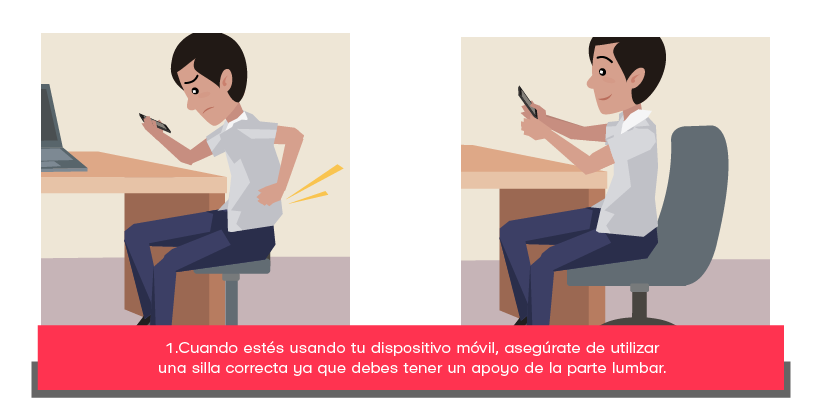 1.Cuando estés usando tu dispositivo móvil, asegúrate de utilizar
una silla correcta ya que debes tener un apoyo de la parte lumbar.